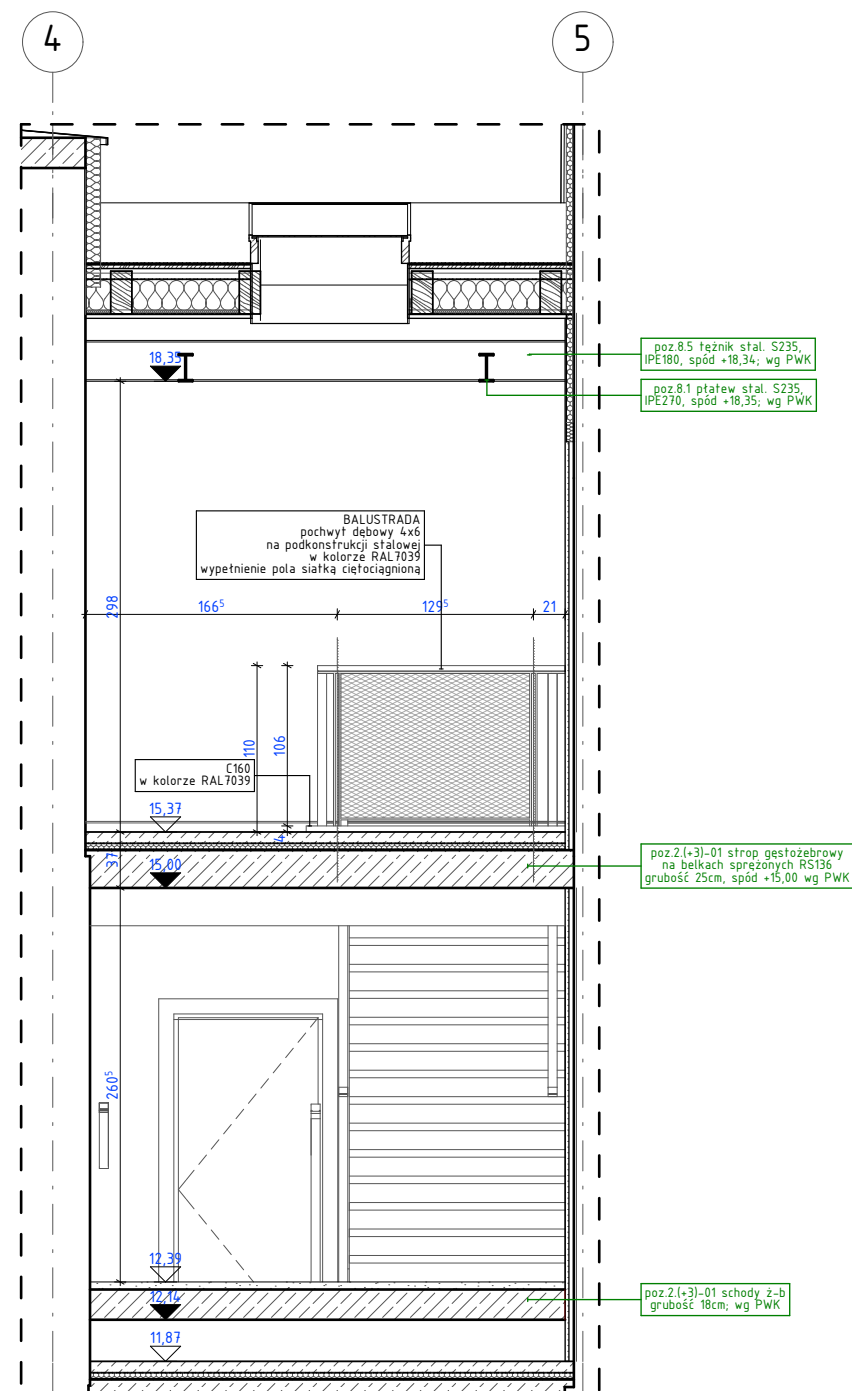 4
5
18,35
poz.8.5 tężnik stal. S235,
IPE180, spód +18,34; wg PWK
poz.8.1 płatew stal. S235,
IPE270, spód +18,35; wg PWK
BALUSTRADA
pochwyt dębowy 4x6
na podkonstrukcji stalowej
w kolorze RAL7039
wypełnienie pola siatką ciętociągnioną
298
166⁵
129⁵
21
110
106
C160
w kolorze RAL7039
15,37
4
37
15,00
poz.2.(+3)-01 strop gęstożebrowy
na belkach sprężonych RS136
grubość 25cm, spód +15,00 wg PWK
260⁵
12,39
12,14
poz.2.(+3)-01 schody ż-b
grubość 18cm; wg PWK
11,87